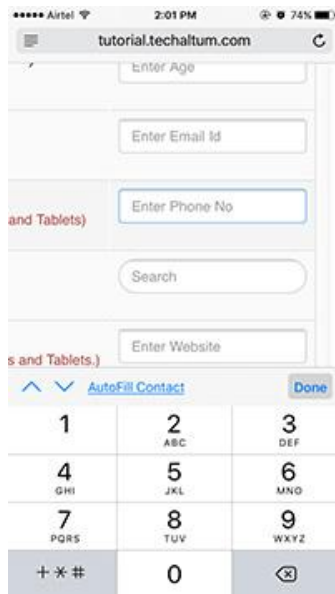 Airtel 2:01 PM 74%
tutorial.techaltum.com
Enter Age
Enter Email Id
Enter Phone No
and Tablets)
Search
Enter Website
s and Tablets.)
AutoFill Contact Done
1 2 3
ABC DEF
4 5 6
GHI JKL MNO
7 8 9
PQRS TUV WXYZ
+*# 0